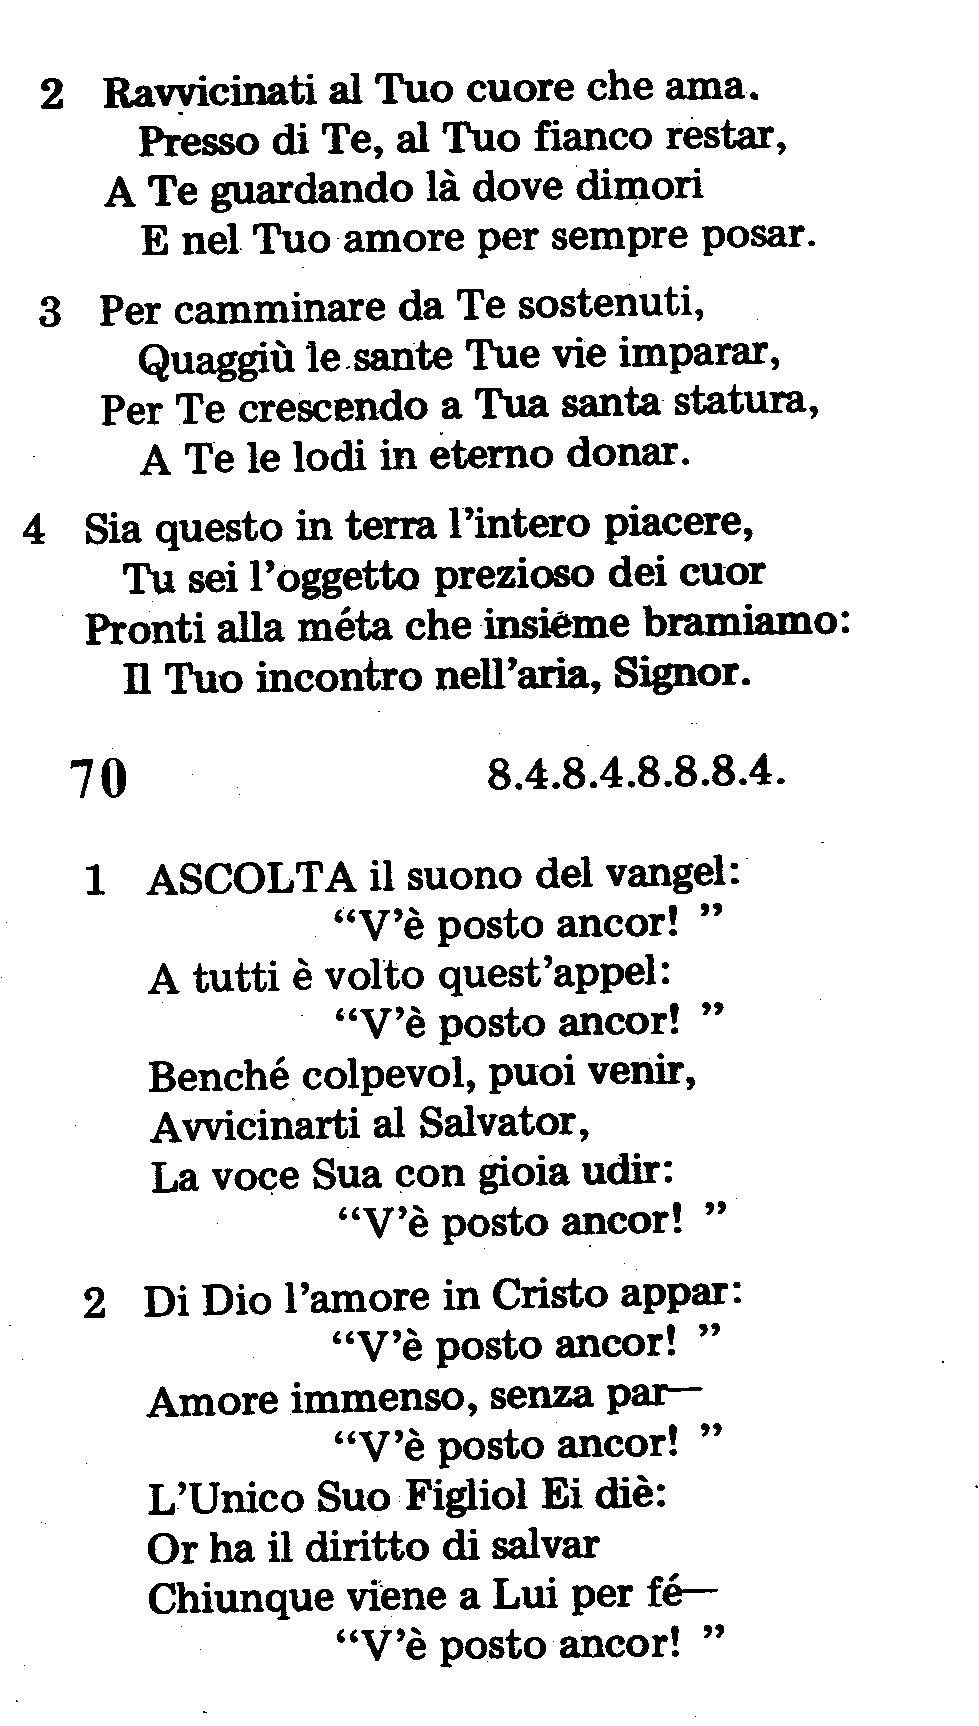 2 Ravvicinati al Tuo cuore che ama.
Presso di Te, al Tuo fianco restar,
A Te guardando là dove dimori
E nel Tuo amore per sempre posar.
3 Per camminare da Te sostenuti,
Quaggiù le sante Tue vie imparar,
Per Te crescendo a Tua santa statura,
A Te le lodi in eterno donar.
4 Sia questo in terra l'intero piacere,
Tu sei l'oggetto prezioso dei cuor
Pronti alla méta che insiéme bramiamo:
Il Tuo incontro nell'aria, Signor.
70 8.4.8.4.8.8.8.4.
1 ASCOLTA il suono del vangel:
“V'è posto ancor! ”
A tutti è volto quest'appel:
“V'è posto ancor! ”
Benché colpevol, puoi venir,
Avvicinarti al Salvator,
La voce Sua con gioia udir:
“V'è posto ancor! ”
2 Di Dio l'amore in Cristo appar:
“V'è posto ancor! ”
Amore immenso, senza par—
“V'è posto ancor! ”
L'Unico Suo Figliol Ei diè:
Or ha il diritto di salvar
Chiunque viene a Lui per fé—
“V'è posto ancor! ”